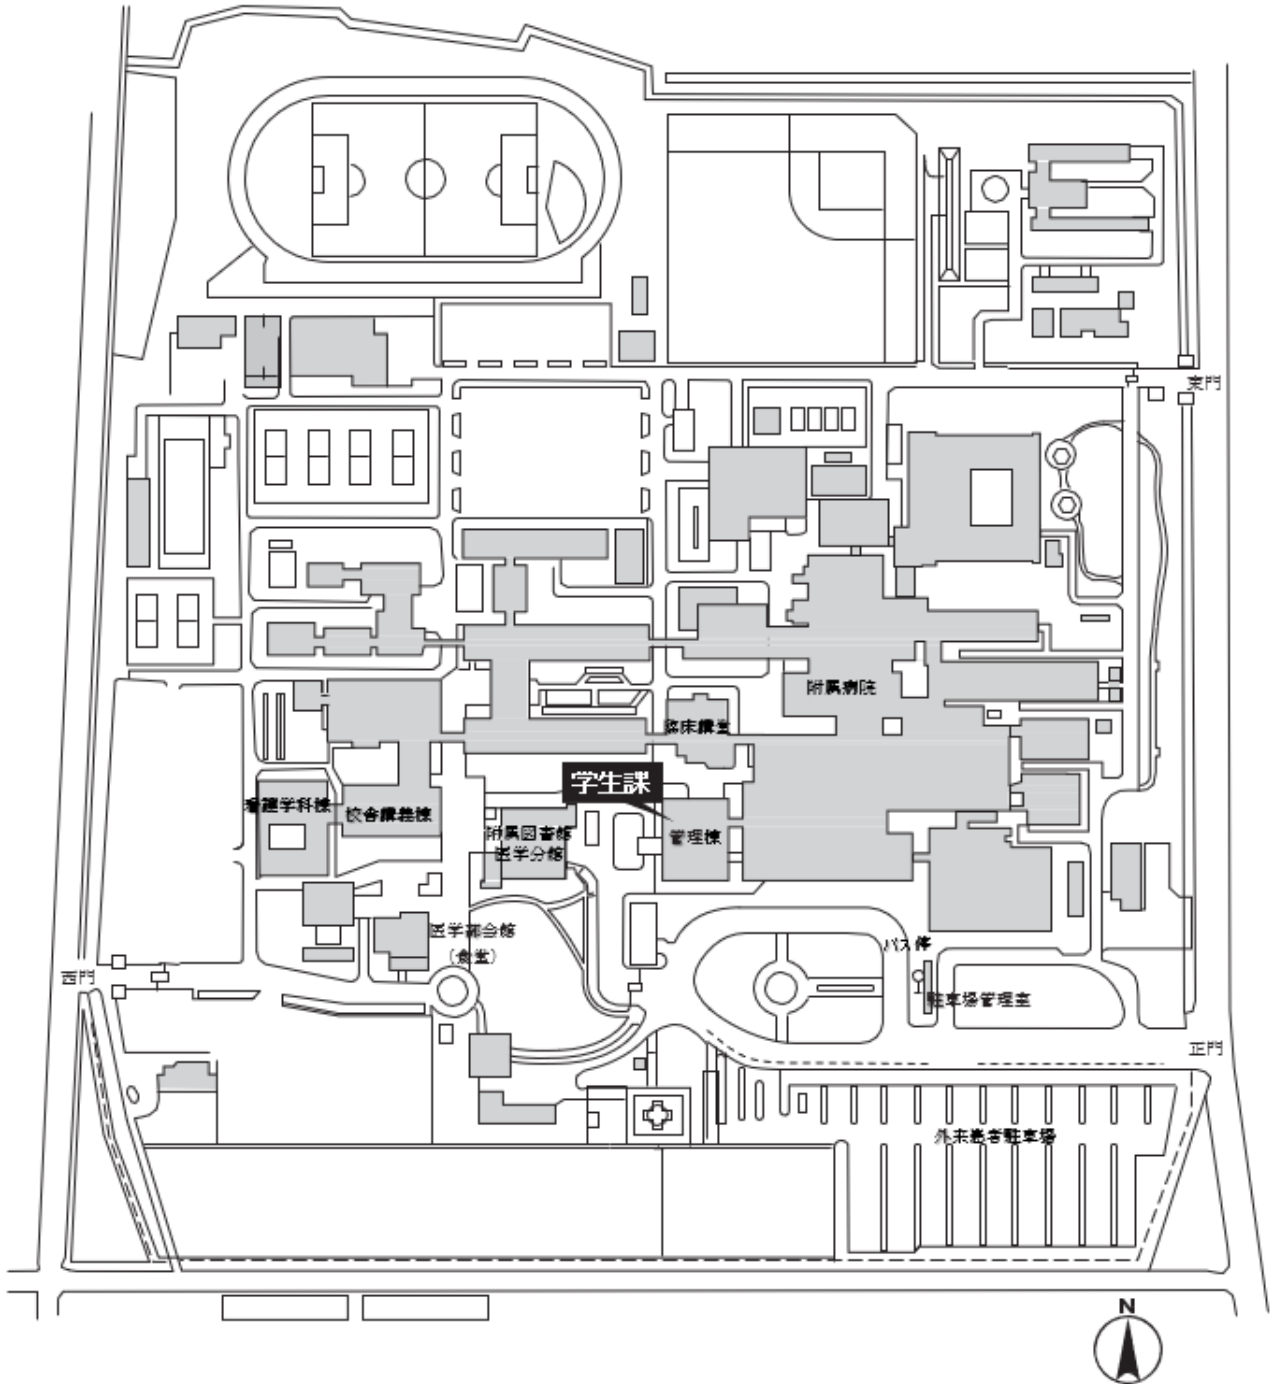 東門
附属病院
臨床講堂
学生課
看護学科棟
校舎講義棟
附属図書館
医学分館
管理棟
医学部会館
(食堂)
バス停
西門
駐車場管理室
正門
外来患者駐車場
N